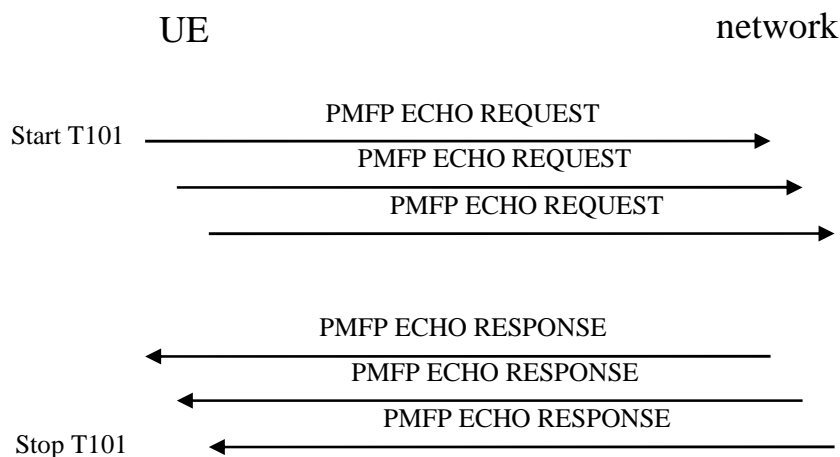 UE network
PMFP ECHO REQUEST
Start T101
PMFP ECHO REQUEST
PMFP ECHO REQUEST
PMFP ECHO RESPONSE
PMFP ECHO RESPONSE
PMFP ECHO RESPONSE
Stop T101